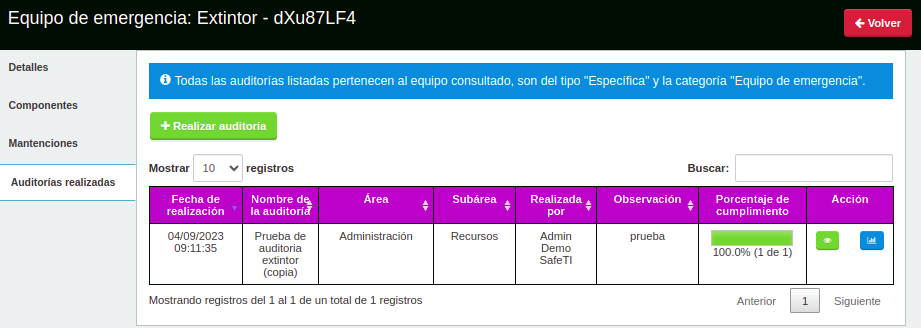 Equipo de emergencia: Extintor - dXu87LF4
Volver
Detalles
Componentes
Mantenciones
Auditorías realizadas
Todas las auditorías listadas pertenecen al equipo consultado, son del tipo "Específica" y la categoría "Equipo de emergencia".
Realizar auditoría
Mostrar 10 registros
Buscar:
Fecha de realización
Nombre de la auditoría
Área
Subárea
Realizada por
Observación
Porcentaje de cumplimiento
Acción
04/09/2023 09:11:35
Prueba de auditoria extintor (copia)
Administración
Recursos
Admin Demo SafeTI
prueba
100.0% (1 de 1)
Mostrando registros del 1 al 1 de un total de 1 registros
Anterior 1 Siguiente